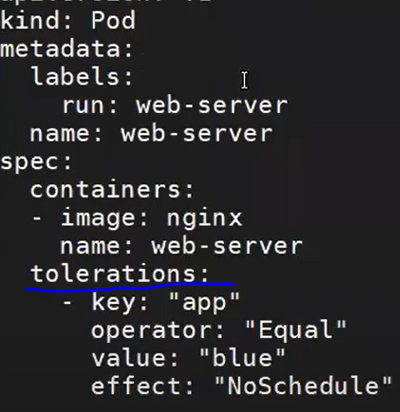 kind: Pod
metadata:
  labels:
    run: web-server
  name: web-server
spec:
  containers:
  - image: nginx
    name: web-server
  tolerations:
    - key: "app"
      operator: "Equal"
      value: "blue"
      effect: "NoSchedule"